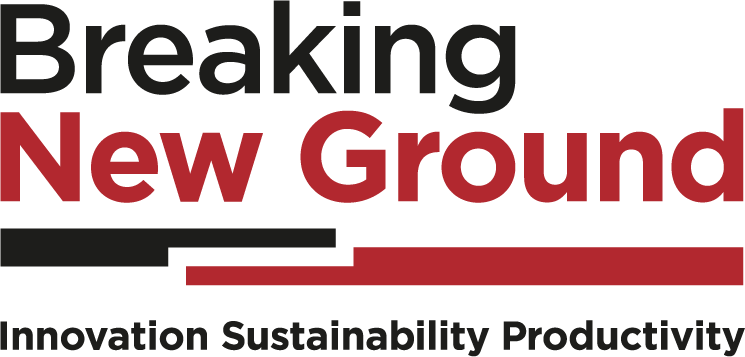 Breaking
New Ground
Innovation Sustainability Productivity